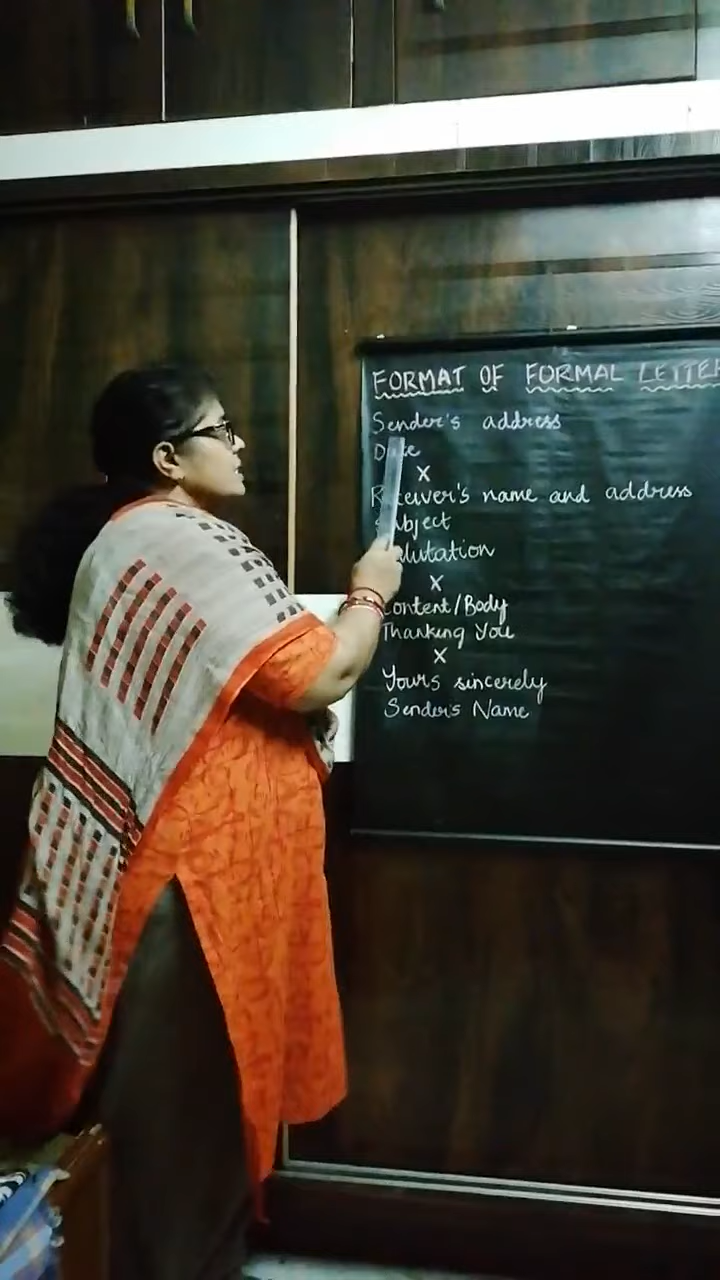 FORMAT OF FORMAL LETTER
Sender's address
Date
X
Receiver's name and address
Subject
Salutation
X
Content/Body
Thanking You
X
Yours sincerely
Sender's Name